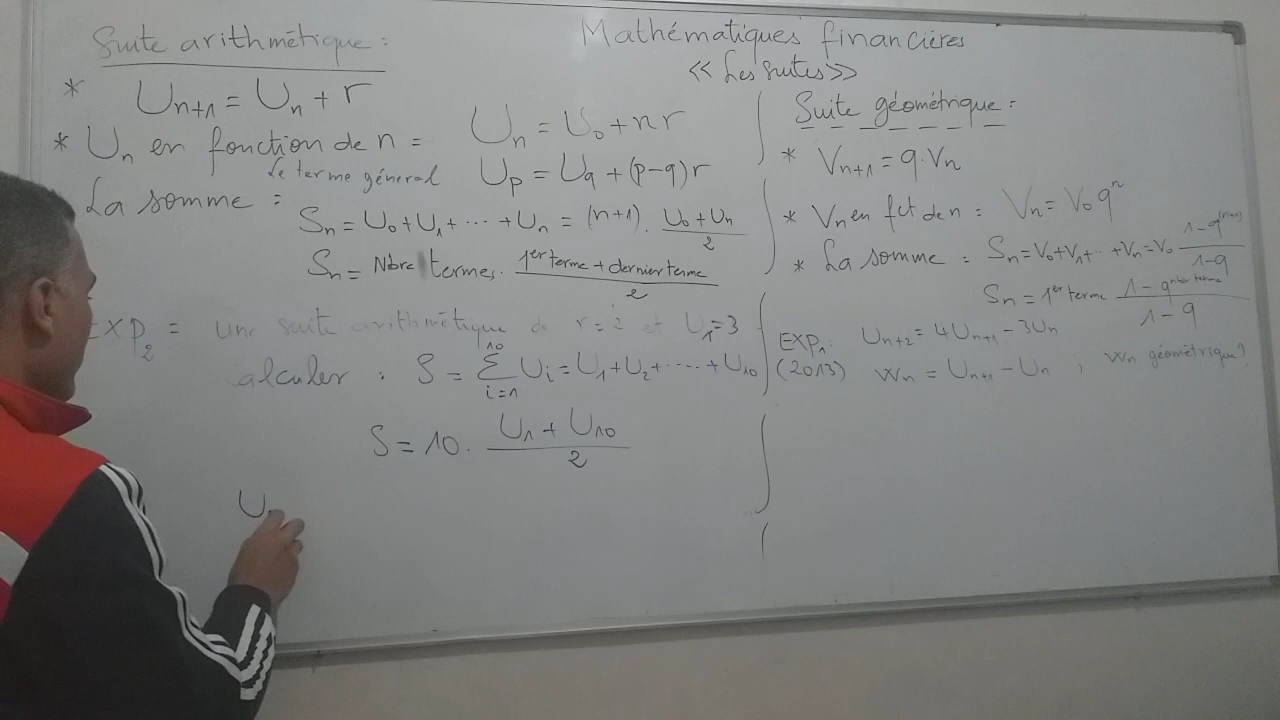 Mathématiques financières
<< Les suites >>
Suite arithmétique :
* Un+1 = Un + r
* Un en fonction de n = Un = U0 + nr
Le terme général Up = Uq + (p-q)r
La somme :
Sn = U0 + U1 + ... + Un = (n+1) . (U0 + Un)/2
Sn = Nbre termes . (1er terme + dernier terme)/2
EXP2 = une suite arithmétique de r = 2 et U1 = 3
alculer : S = Σ(i=1, 10) Ui = U1 + U2 + ..... + U10
S = 10 . (U1 + U10)/2
U
Suite géométrique :
* Vn+1 = q . Vn
* Vn en fct de n : Vn = V0 q^n
* La somme : Sn = V0 + V1 + .. + Vn = V0 (1 - q^(n+1))/(1 - q)
Sn = 1er terme (1 - q^nbr terme)/(1 - q)
EXP1 : Un+2 = 4Un+1 - 3Un
(2013) Wn = Un+1 - Un ; Wn géométrique ?